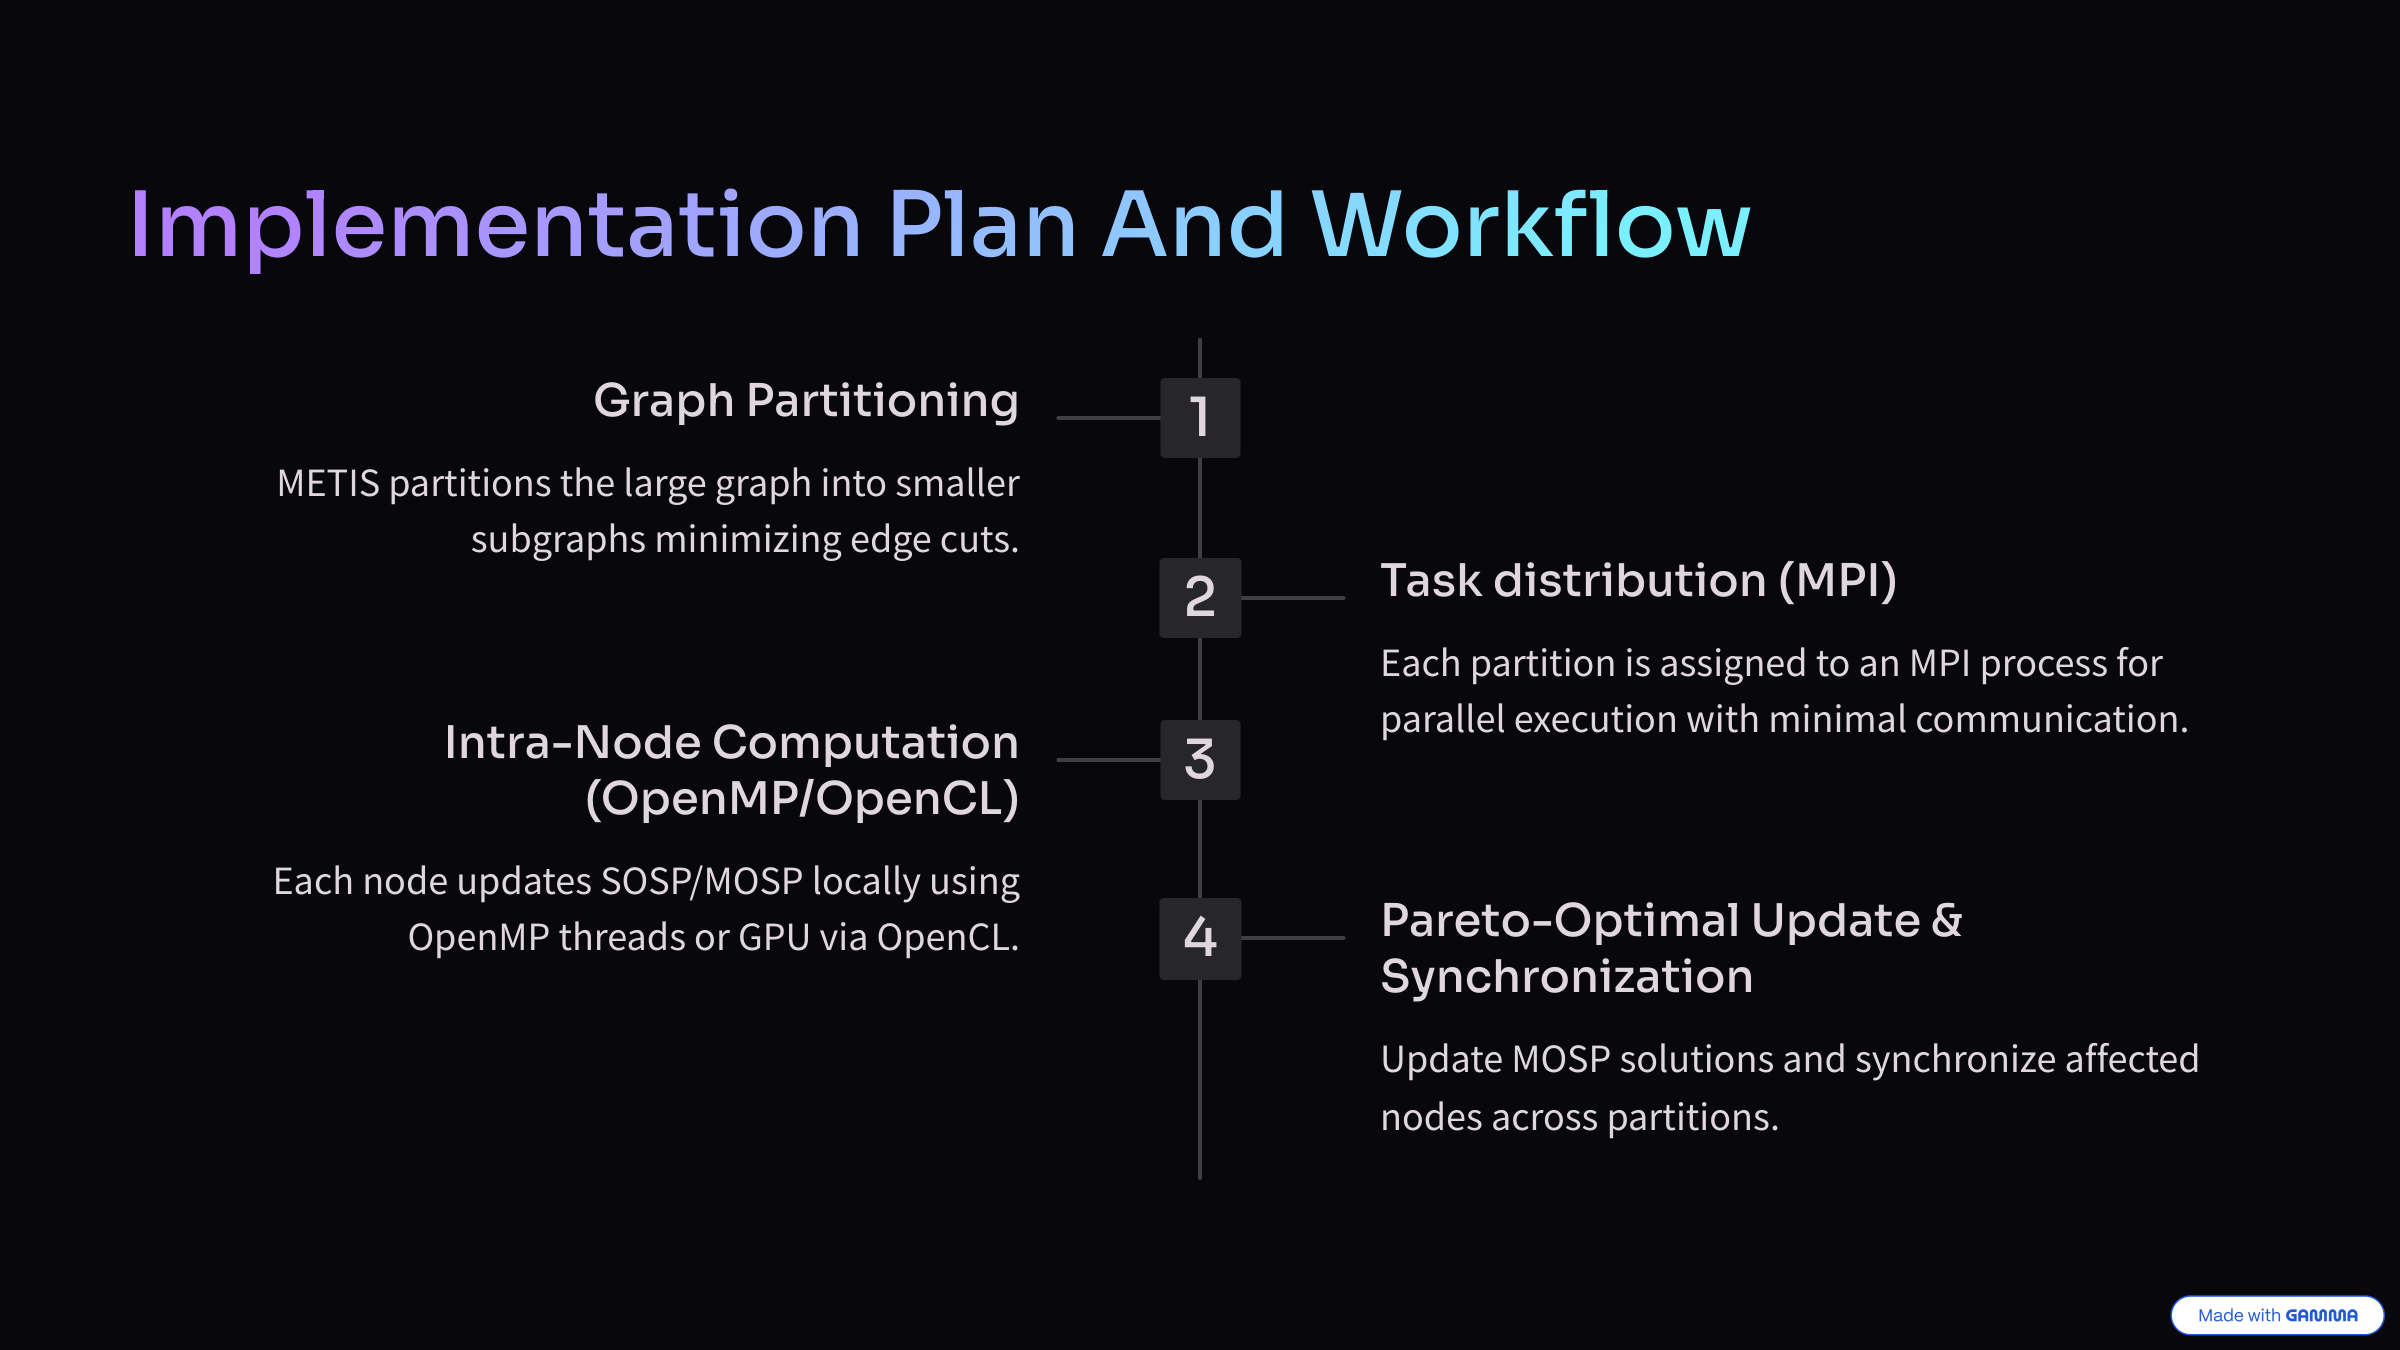 Implementation Plan And Workflow
1
Graph Partitioning
METIS partitions the large graph into smaller
subgraphs minimizing edge cuts.
2
Task distribution (MPI)
Each partition is assigned to an MPI process for
parallel execution with minimal communication.
3
Intra-Node Computation
(OpenMP/OpenCL)
Each node updates SOSP/MOSP locally using
OpenMP threads or GPU via OpenCL.
4
Pareto-Optimal Update &
Synchronization
Update MOSP solutions and synchronize affected
nodes across partitions.
Made with GAMMA